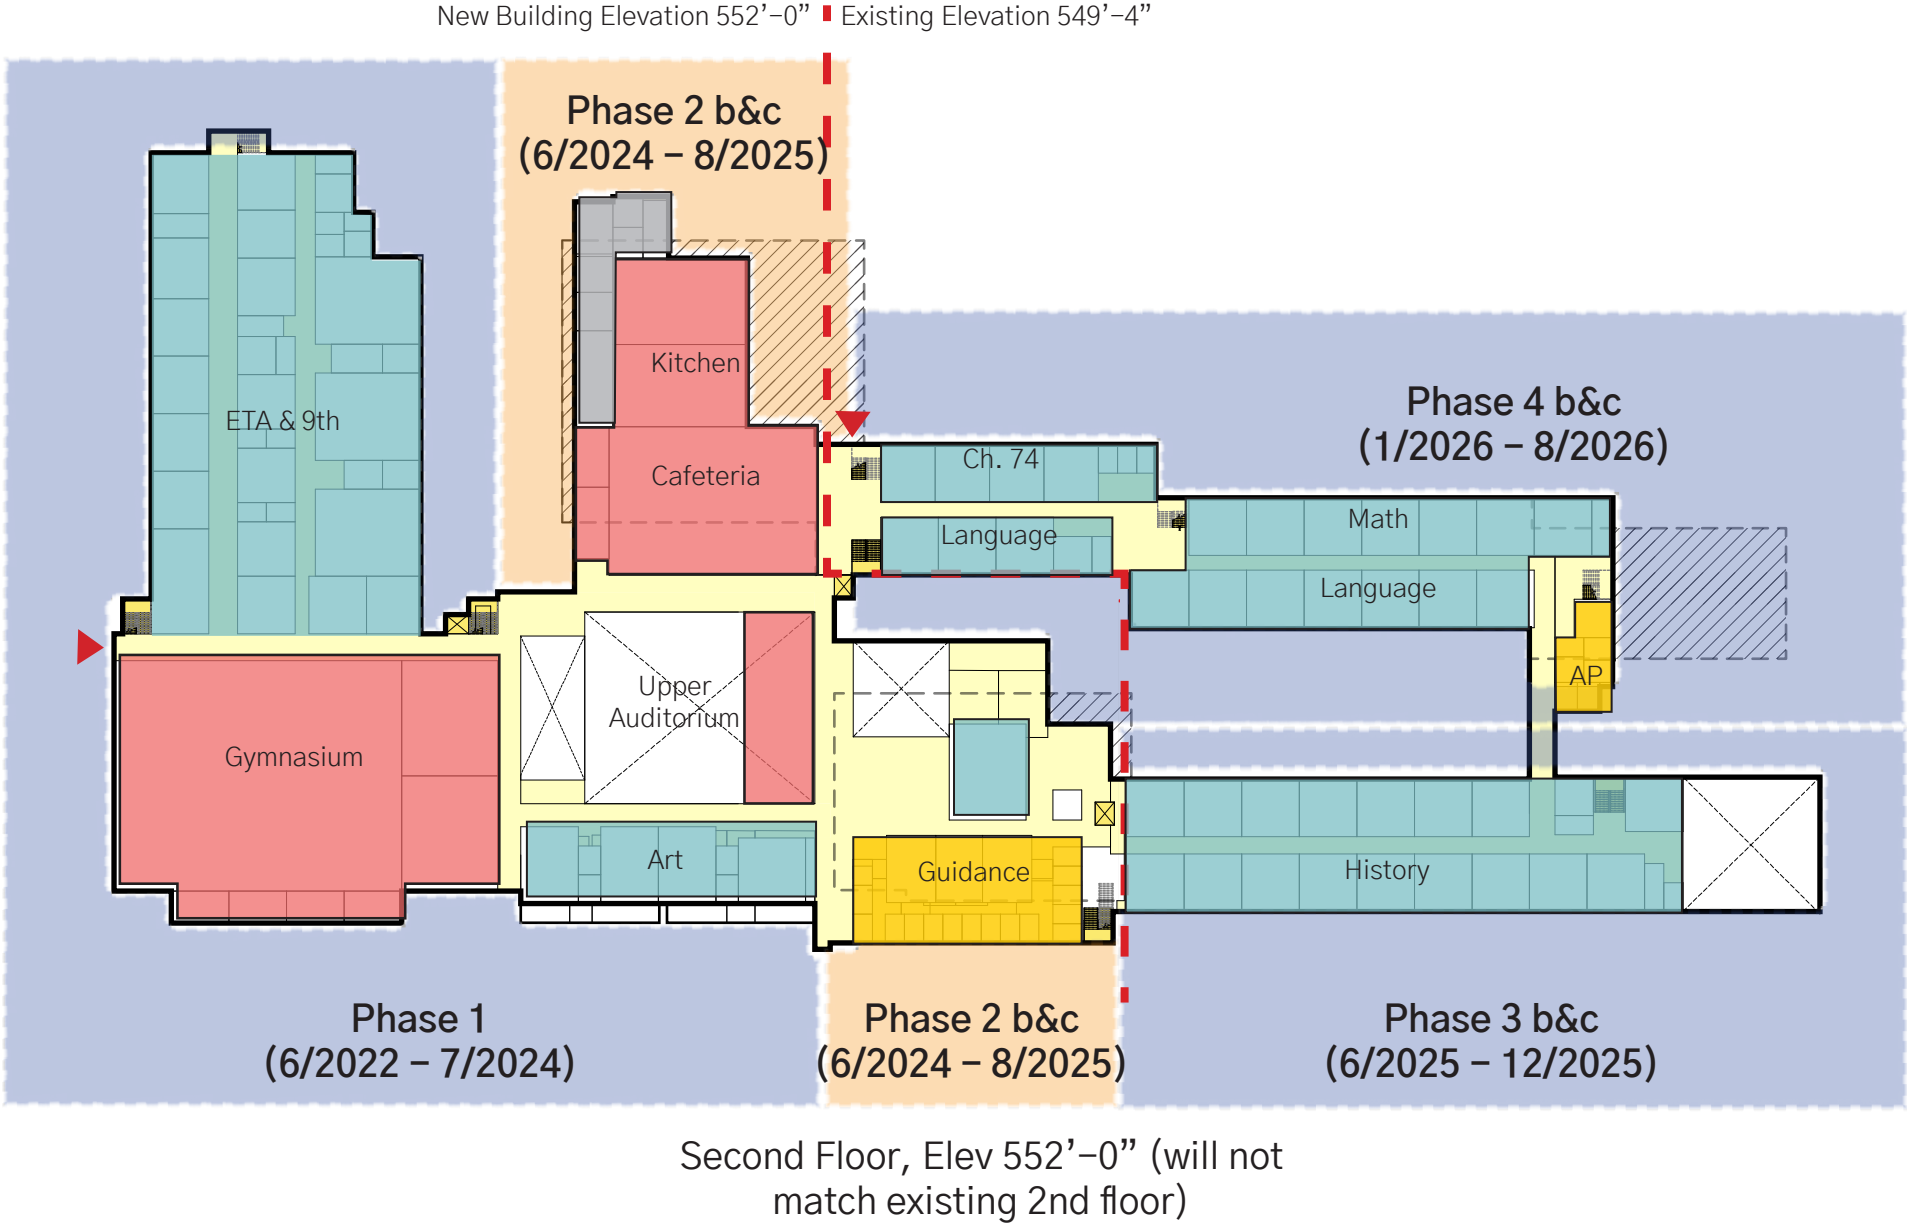 New Building Elevation 552’–0”
Existing Elevation 549’–4”
Phase 2 b&c
(6/2024 – 8/2025)
Kitchen
Phase 4 b&c
(1/2026 – 8/2026)
ETA & 9th
Cafeteria
Ch. 74
Language
Math
Language
AP
Upper
Auditorium
Gymnasium
Art
Guidance
History
Phase 1
(6/2022 – 7/2024)
Phase 2 b&c
(6/2024 – 8/2025)
Phase 3 b&c
(6/2025 – 12/2025)
Second Floor, Elev 552’–0” (will not
match existing 2nd floor)